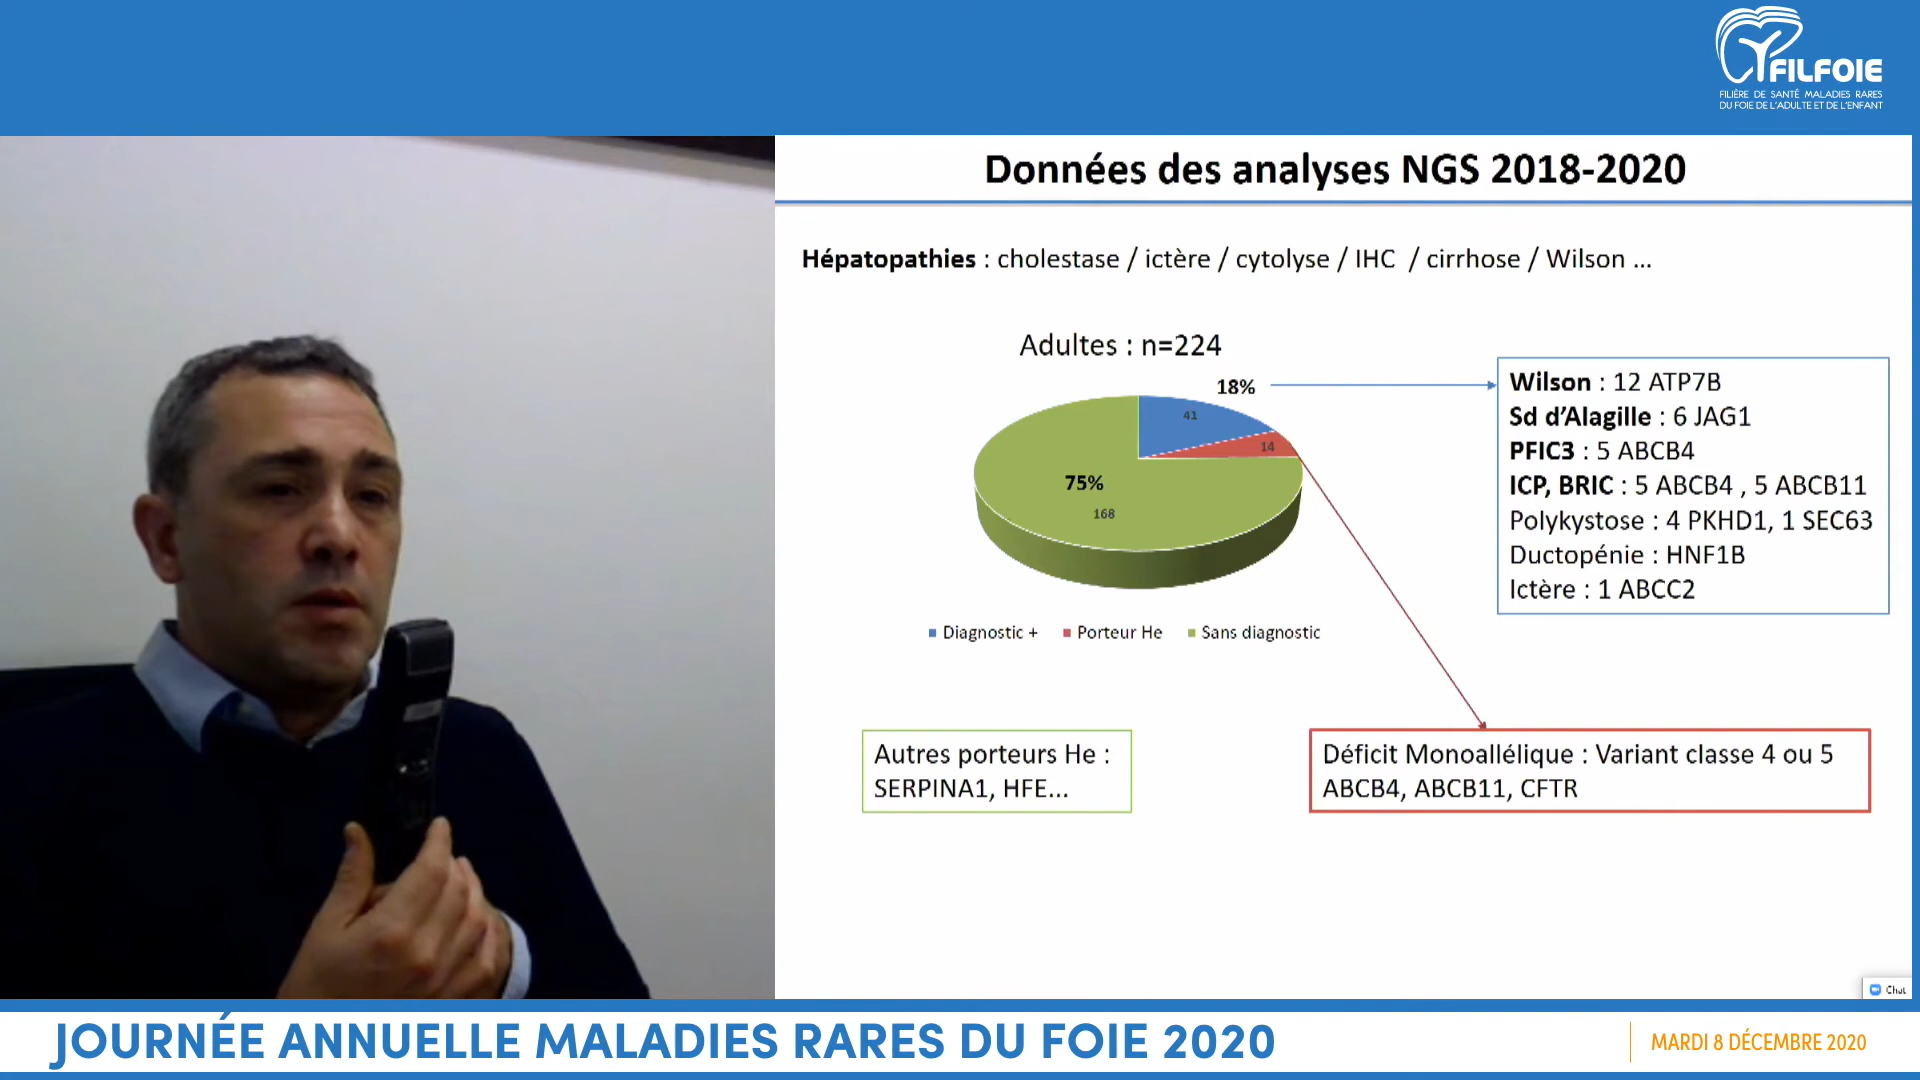 FILFOIE
FILIÈRE DE SANTÉ MALADIES RARES
DU FOIE DE L'ADULTE ET DE L'ENFANT
Données des analyses NGS 2018-2020
Hépatopathies : cholestase / ictère / cytolyse / IHC / cirrhose / Wilson ...
Adultes : n=224
18%
41
14
75%
168
Diagnostic + Porteur He Sans diagnostic
Wilson : 12 ATP7B
Sd d'Alagille : 6 JAG1
PFIC3 : 5 ABCB4
ICP, BRIC : 5 ABCB4 , 5 ABCB11
Polykystose : 4 PKHD1, 1 SEC63
Ductopénie : HNF1B
Ictère : 1 ABCC2
Autres porteurs He :
SERPINA1, HFE...
Déficit Monoallélique : Variant classe 4 ou 5
ABCB4, ABCB11, CFTR
Chat
JOURNÉE ANNUELLE MALADIES RARES DU FOIE 2020
MARDI 8 DÉCEMBRE 2020